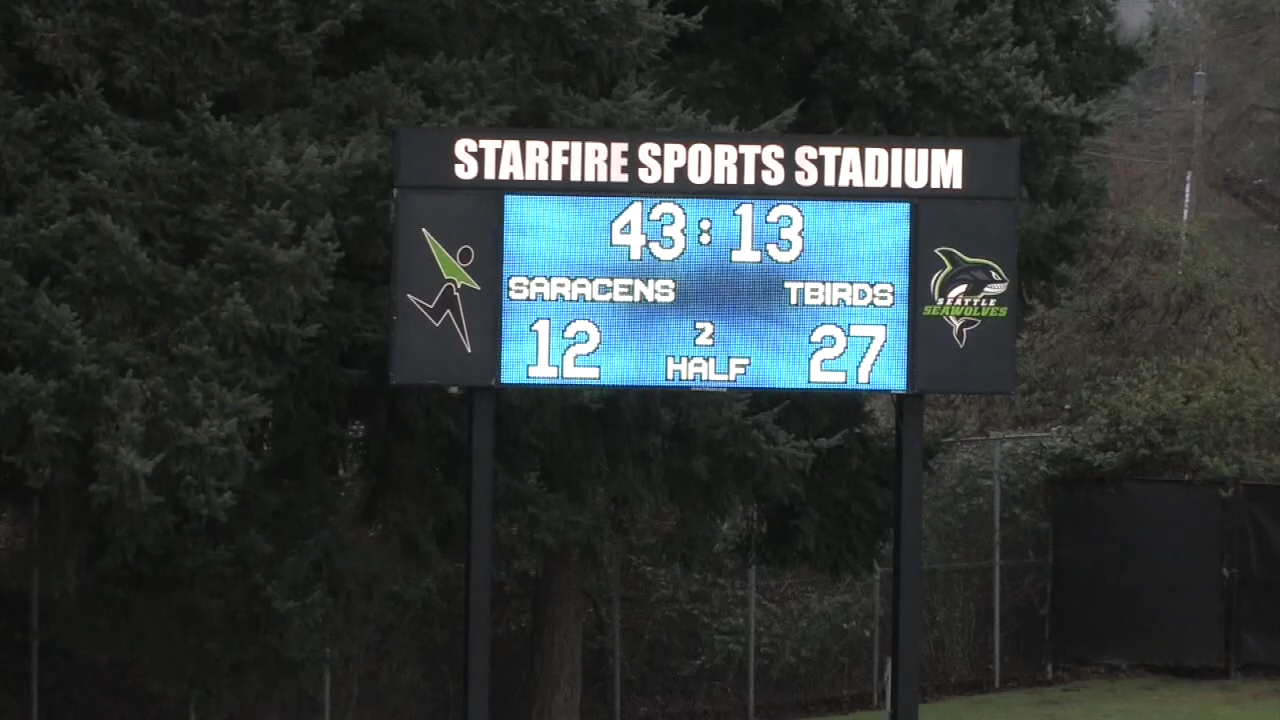 STARFIRE SPORTS STADIUM
43:13
SARACENS TBIRDS
12 2 27
HALF
SEATTLE
SEAWOLVES